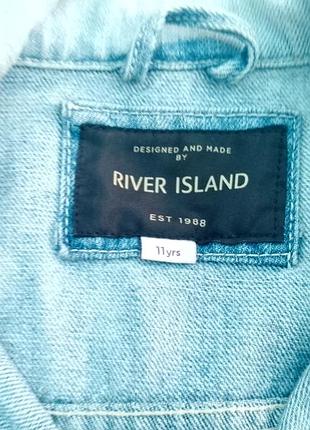 DESIGNED AND MADE
BY
RIVER ISLAND
EST 1988
11yrs